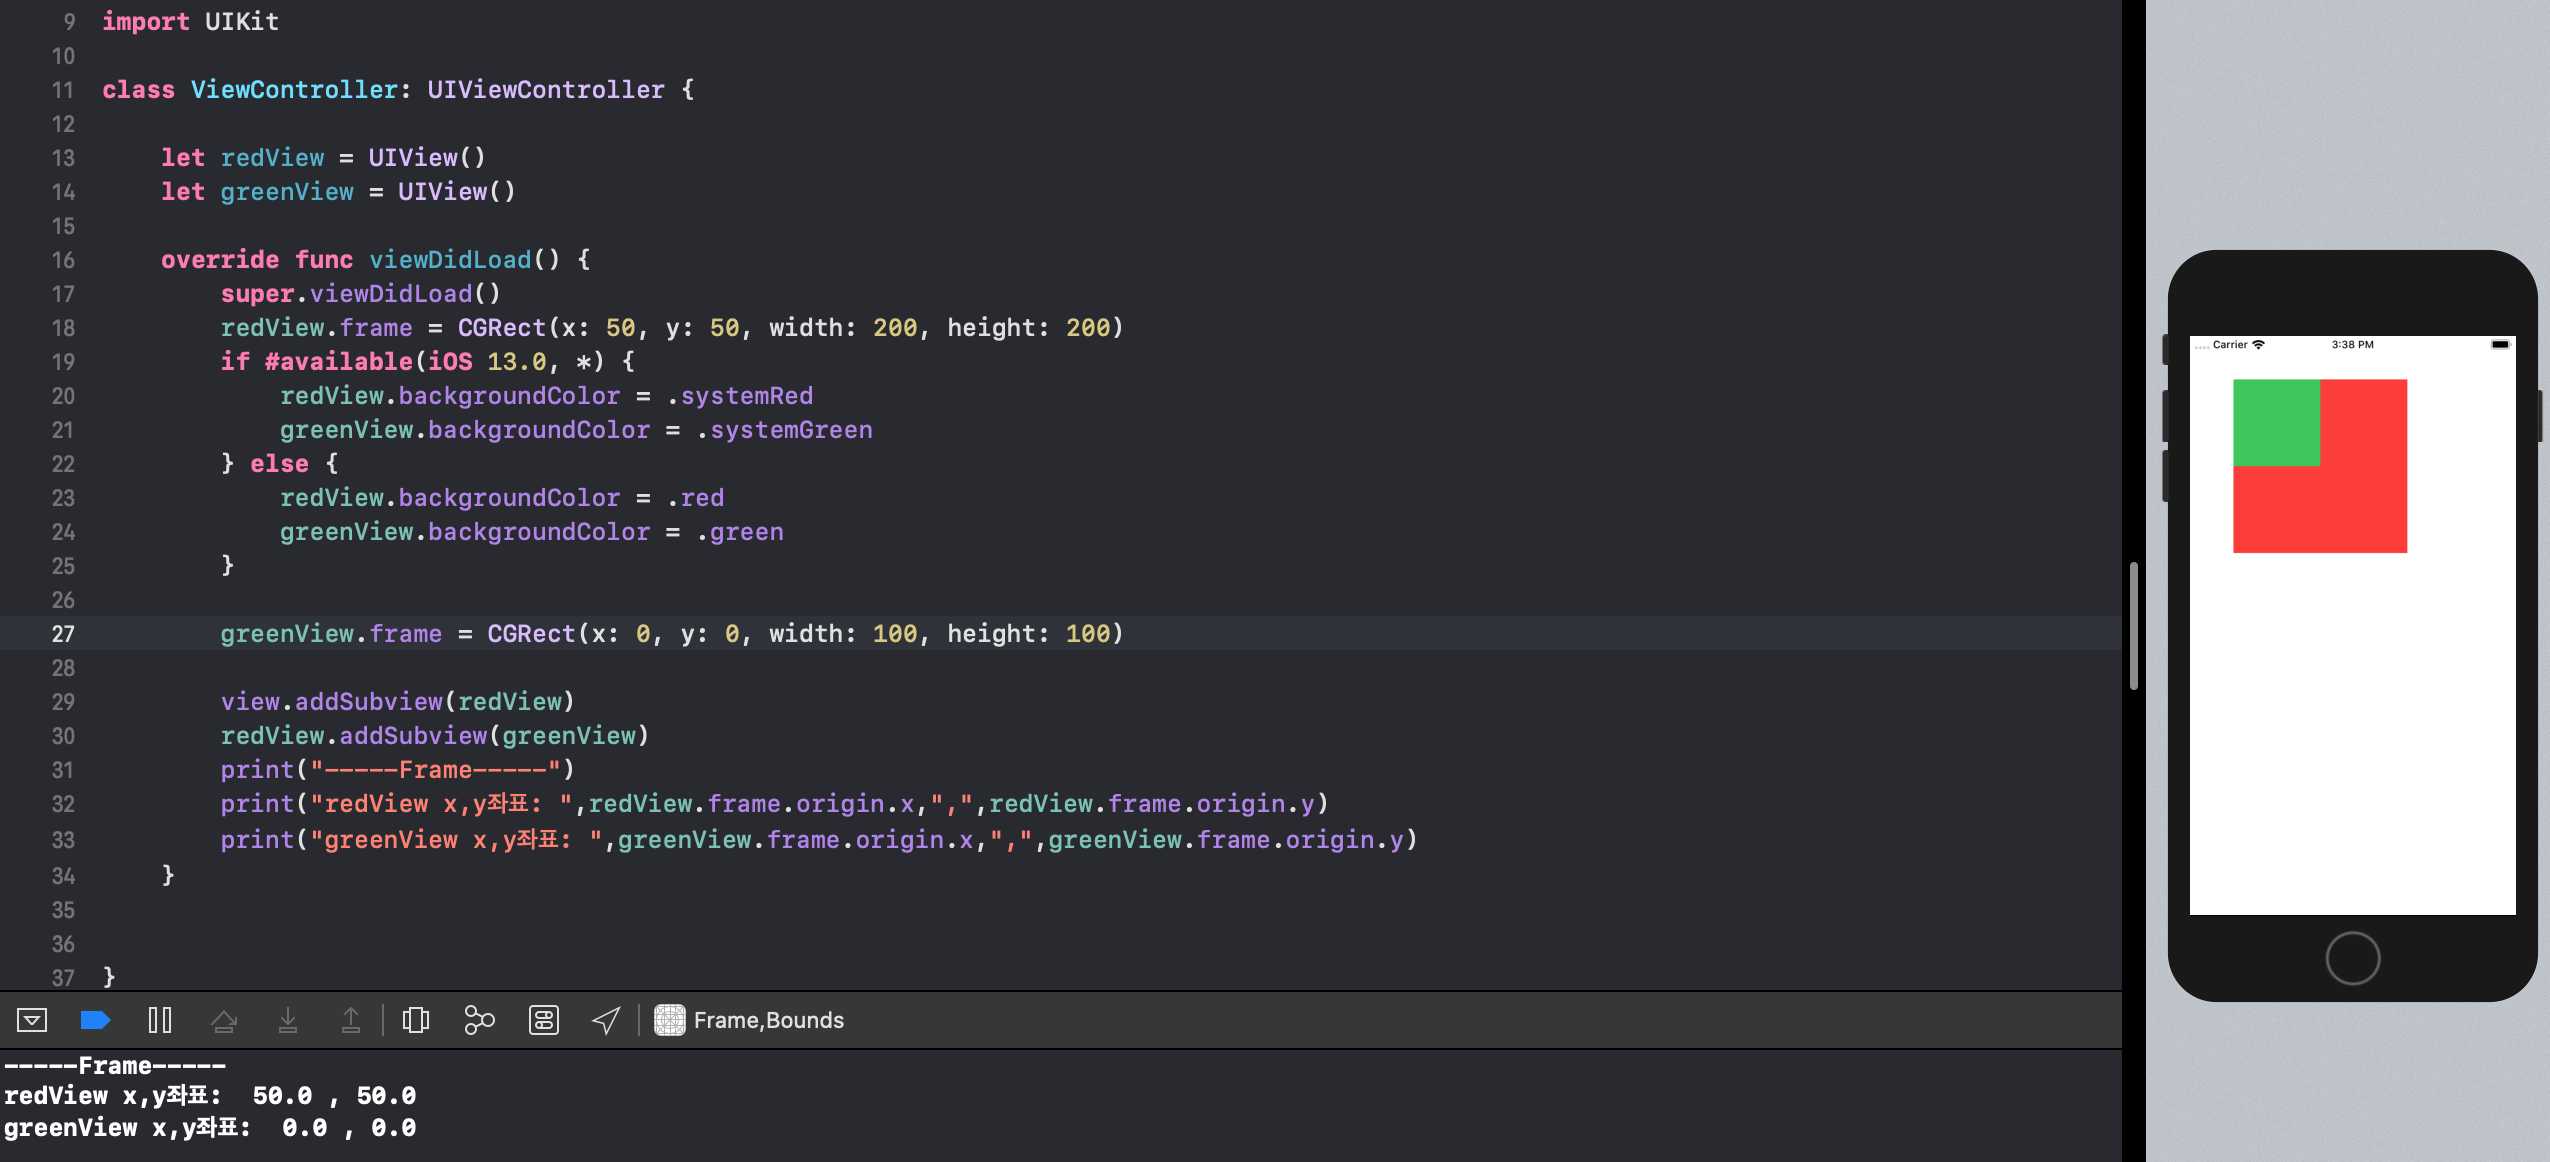 9 import UIKit
10
11 class ViewController: UIViewController {
12
13     let redView = UIView()
14     let greenView = UIView()
15
16     override func viewDidLoad() {
17         super.viewDidLoad()
18         redView.frame = CGRect(x: 50, y: 50, width: 200, height: 200)
19         if #available(iOS 13.0, *) {
20             redView.backgroundColor = .systemRed
21             greenView.backgroundColor = .systemGreen
22         } else {
23             redView.backgroundColor = .red
24             greenView.backgroundColor = .green
25         }
26
27         greenView.frame = CGRect(x: 0, y: 0, width: 100, height: 100)
28
29         view.addSubview(redView)
30         redView.addSubview(greenView)
31         print("-----Frame-----")
32         print("redView x,y좌표: ",redView.frame.origin.x,",",redView.frame.origin.y)
33         print("greenView x,y좌표: ",greenView.frame.origin.x,",",greenView.frame.origin.y)
34     }
35
36
37 }
Frame,Bounds
-----Frame-----
redView x,y좌표:  50.0 , 50.0
greenView x,y좌표:  0.0 , 0.0
Carrier 3:38 PM